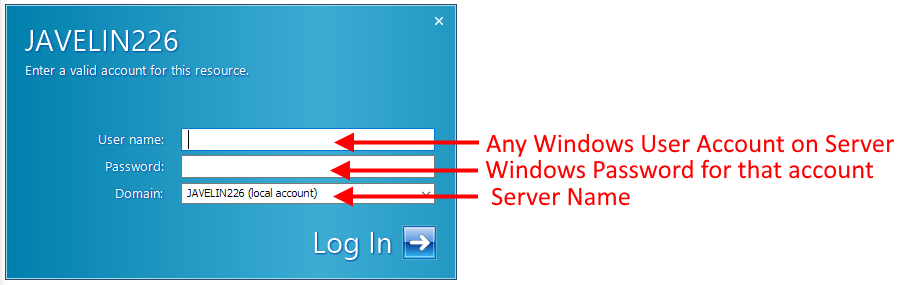 JAVELIN226
Enter a valid account for this resource.
User name:
Any Windows User Account on Server
Password:
Windows Password for that account
Domain:
JAVELIN226 (local account)
Server Name
Log In